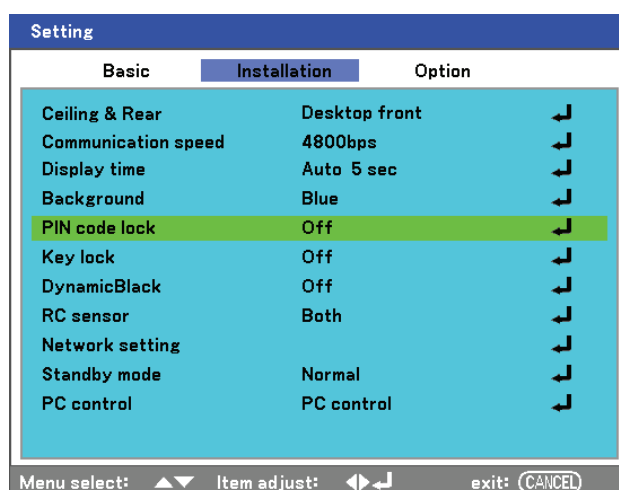 Setting
Basic Installation Option
Ceiling & Rear Desktop front
Communication speed 4800bps
Display time Auto 5 sec
Background Blue
PIN code lock Off
Key lock Off
DynamicBlack Off
RC sensor Both
Network setting
Standby mode Normal
PC control PC control
Menu select: ▲▼ Item adjust: ◀▶↵ exit: CANCEL